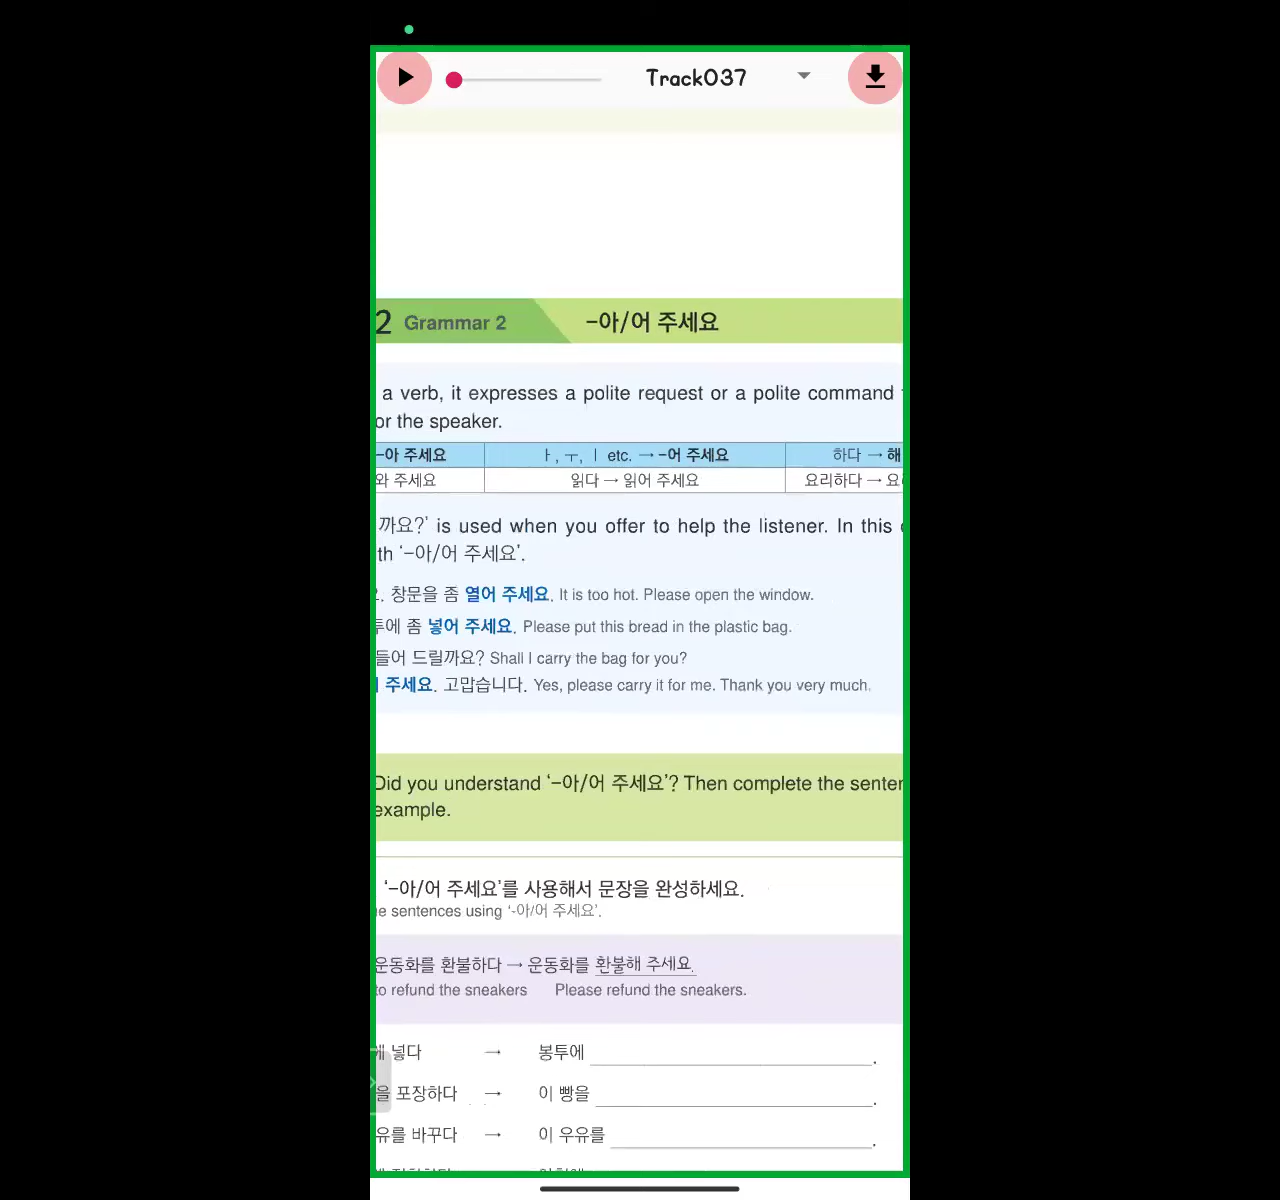 Track037
2 Grammar 2 -아/어 주세요
a verb, it expresses a polite request or a polite command
or the speaker.
-아 주세요 ㅏ, ㅜ, ㅣ etc. → -어 주세요 하다 → 해
와 주세요 읽다 → 읽어 주세요 요리하다 → 요
까요?' is used when you offer to help the listener. In this
th '-아/어 주세요'.
창문을 좀 열어 주세요. It is too hot. Please open the window.
투에 좀 넣어 주세요. Please put this bread in the plastic bag.
들어 드릴까요? Shall I carry the bag for you?
주세요. 고맙습니다. Yes, please carry it for me. Thank you very much.
Did you understand '-아/어 주세요'? Then complete the senten
example.
'-아/어 주세요'를 사용해서 문장을 완성하세요.
e sentences using '-아/어 주세요'.
운동화를 환불하다 → 운동화를 환불해 주세요.
to refund the sneakers Please refund the sneakers.
에 넣다 → 봉투에 .
을 포장하다 → 이 빵을 .
유를 바꾸다 → 이 우유를 .